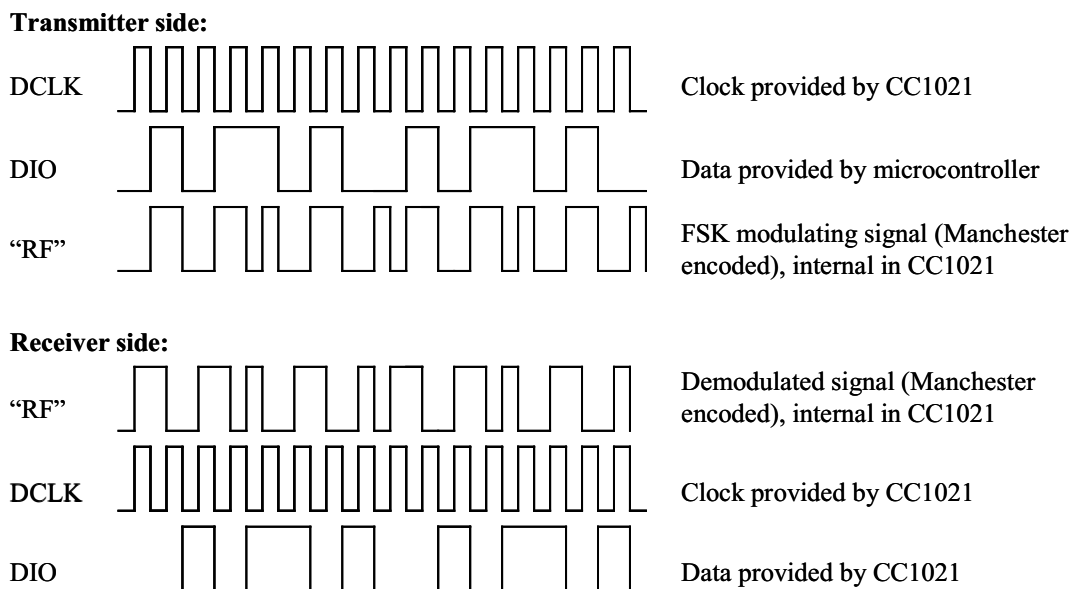 Transmitter side:
DCLK
Clock provided by CC1021
DIO
Data provided by microcontroller
“RF”
FSK modulating signal (Manchester
encoded), internal in CC1021
Receiver side:
“RF”
Demodulated signal (Manchester
encoded), internal in CC1021
DCLK
Clock provided by CC1021
DIO
Data provided by CC1021